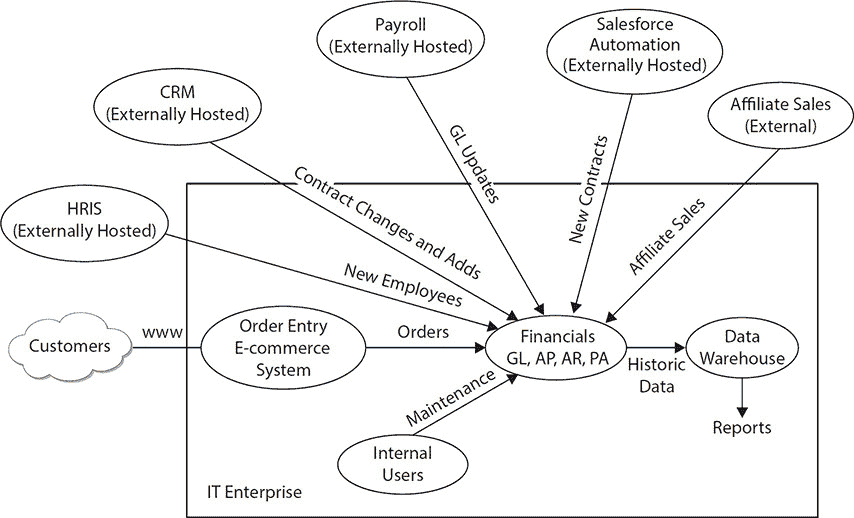 Payroll
(Externally Hosted)
Salesforce
Automation
(Externally Hosted)
CRM
(Externally Hosted)
Affiliate Sales
(External)
GL Updates
New Contracts
Contract Changes and Adds
Affiliate Sales
HRIS
(Externally Hosted)
New Employees
Customers
www
Order Entry
E-commerce
System
Orders
Financials
GL, AP, AR, PA
Historic
Data
Data
Warehouse
Maintenance
Reports
Internal
Users
IT Enterprise